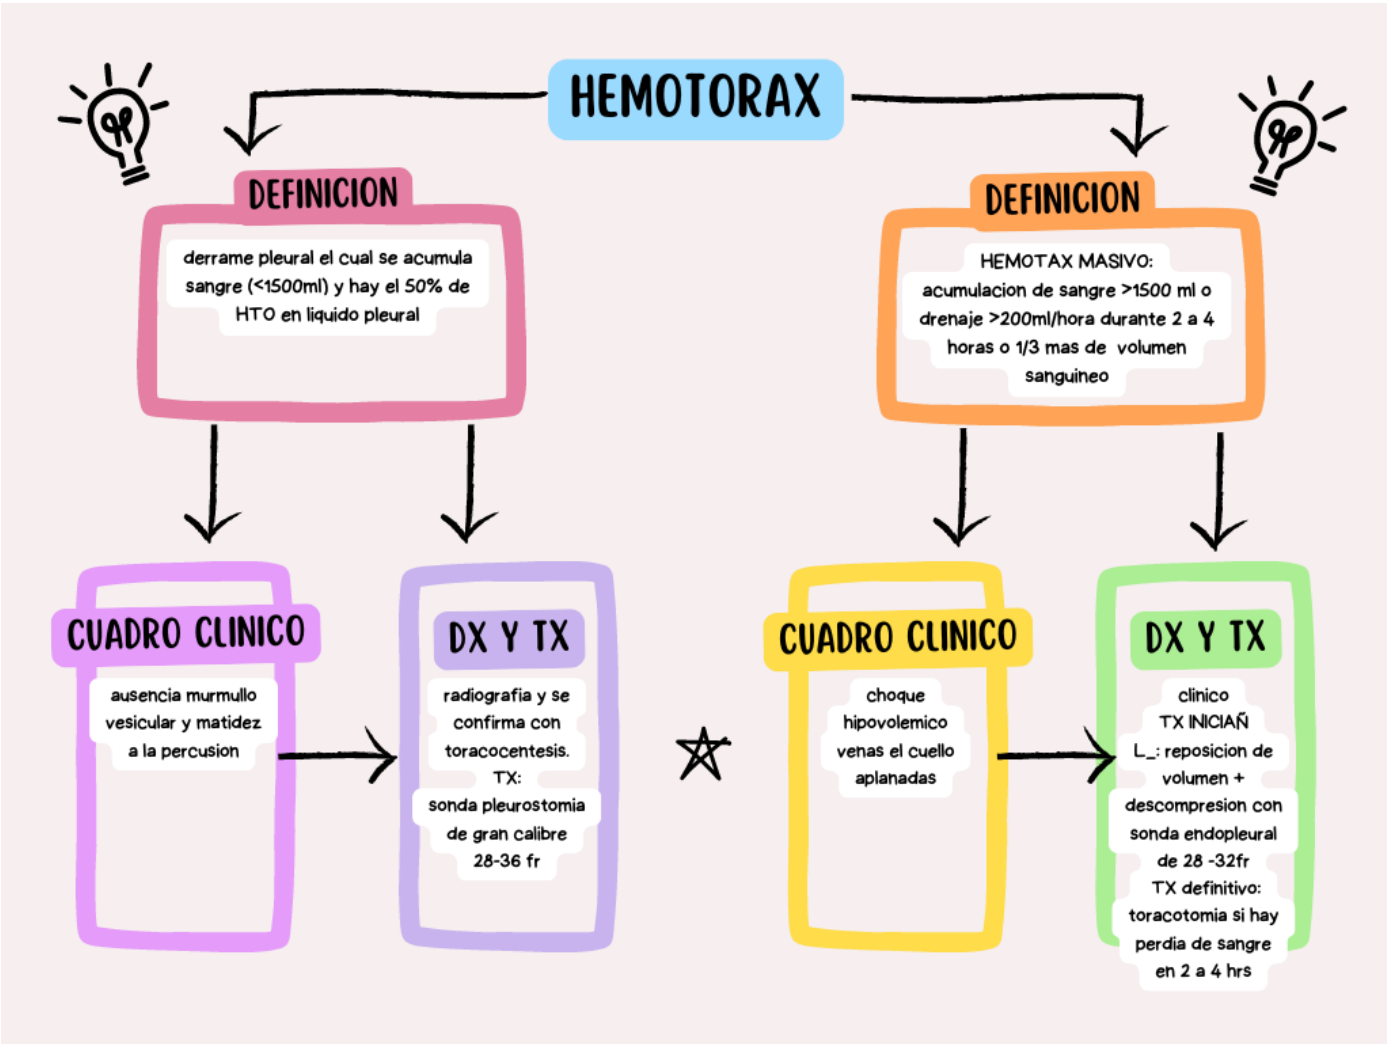 HEMOTORAX
DEFINICION
derrame pleural el cual se acumula
sangre (<1500ml) y hay el 50% de
HTO en liquido pleural
DEFINICION
HEMOTAX MASIVO:
acumulacion de sangre >1500 ml o
drenaje >200ml/hora durante 2 a 4
horas o 1/3 mas de volumen
sanguineo
CUADRO CLINICO
ausencia murmullo
vesicular y matidez
a la percusion
DX Y TX
radiografia y se
confirma con
toracocentesis.
TX:
sonda pleurostomia
de gran calibre
28-36 fr
CUADRO CLINICO
choque
hipovolemico
venas el cuello
aplanadas
DX Y TX
clinico
TX INICIAÑ
L_: reposicion de
volumen +
descompresion con
sonda endopleural
de 28 -32fr
TX definitivo:
toracotomia si hay
perdia de sangre
en 2 a 4 hrs